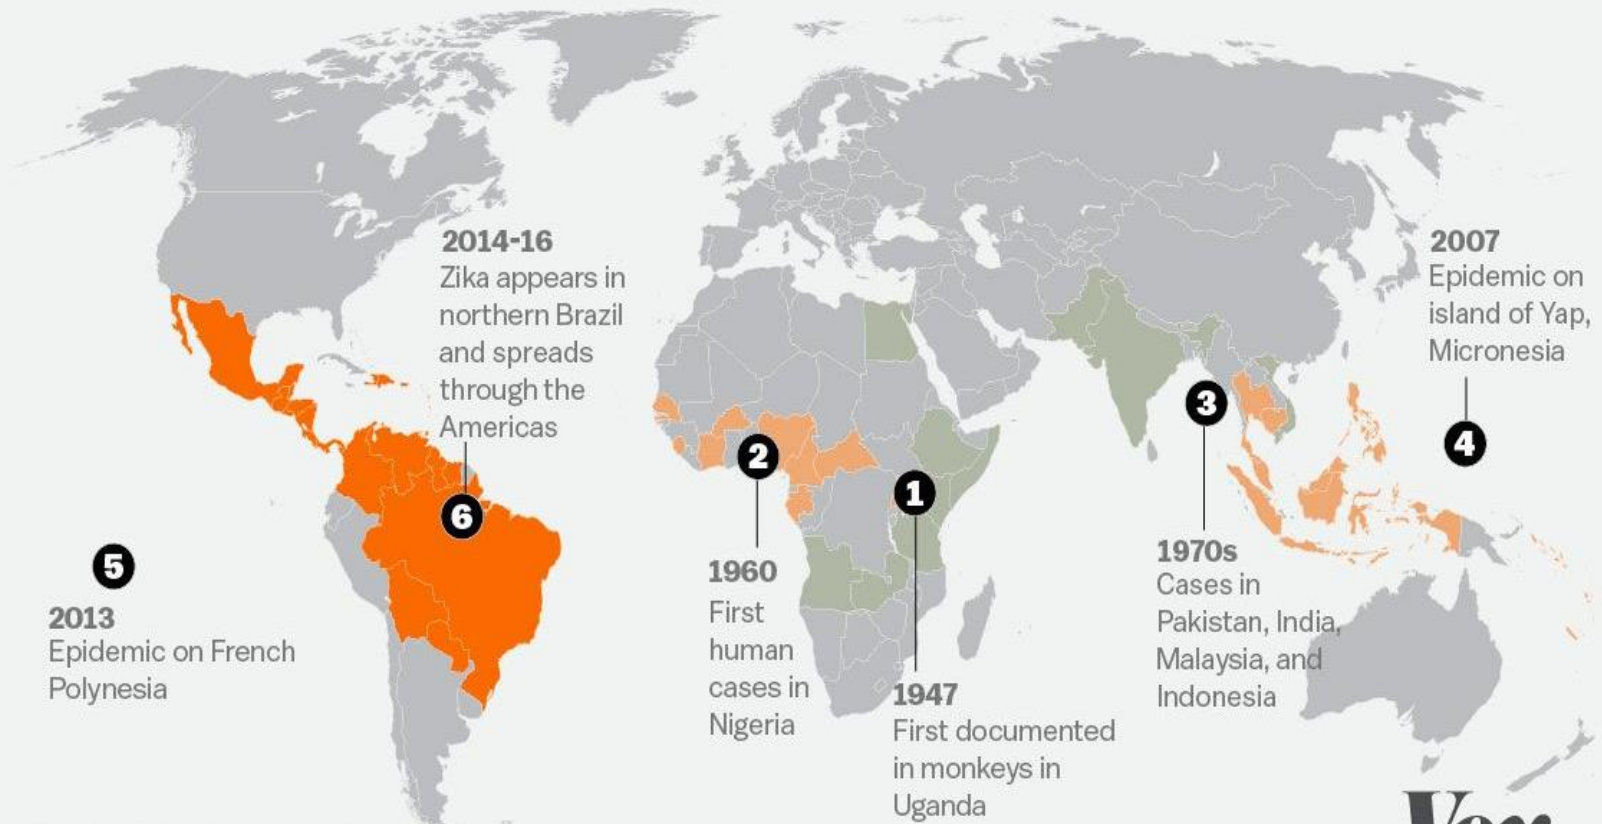 2014-16
Zika appears in
northern Brazil
and spreads
through the
Americas
6
5
2013
Epidemic on French
Polynesia
2
1960
First
human
cases in
Nigeria
1
1947
First documented
in monkeys in
Uganda
3
1970s
Cases in
Pakistan, India,
Malaysia, and
Indonesia
2007
Epidemic on
island of Yap,
Micronesia
4
Vox